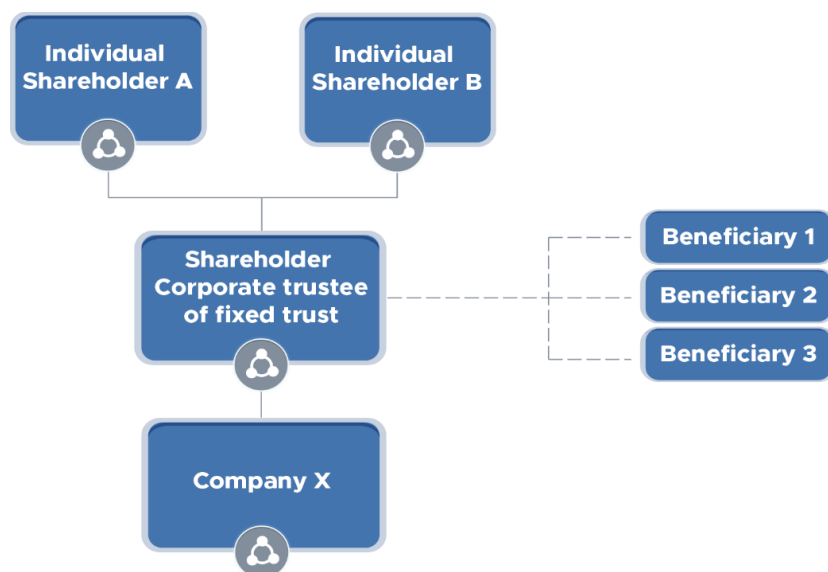 Individual
Shareholder A
Individual
Shareholder B
Shareholder
Corporate trustee
of fixed trust
Beneficiary 1
Beneficiary 2
Beneficiary 3
Company X